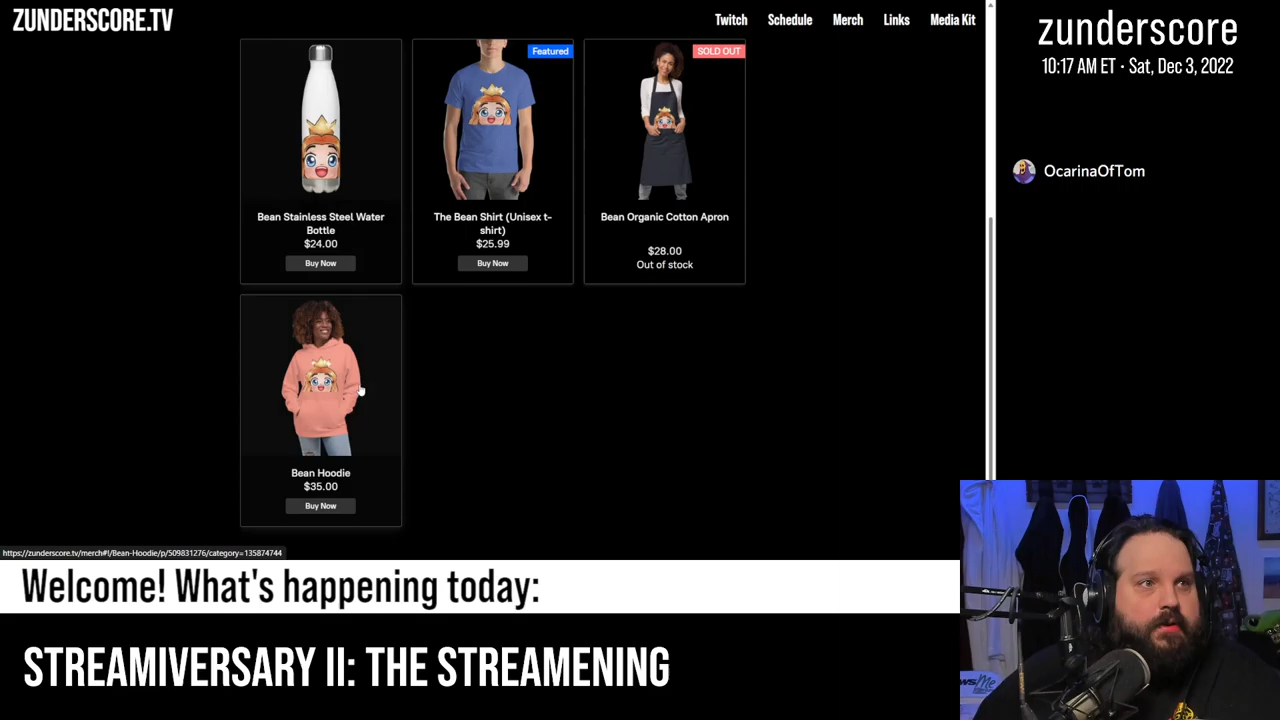 ZUNDERSCORE.TV
Twitch
Schedule
Merch
Links
Media Kit
zunderscore
10:17 AM ET · Sat, Dec 3, 2022
OcarinaOfTom
Featured
SOLD OUT
Bean Stainless Steel Water
Bottle
$24.00
Buy Now
The Bean Shirt (Unisex t-
shirt)
$25.99
Buy Now
Bean Organic Cotton Apron
$28.00
Out of stock
Bean Hoodie
$35.00
Buy Now
https://zunderscore.tv/merch#!/Bean-Hoodie/p/509831276/category=135874744
Welcome! What's happening today:
STREAMIVERSARY II: THE STREAMENING